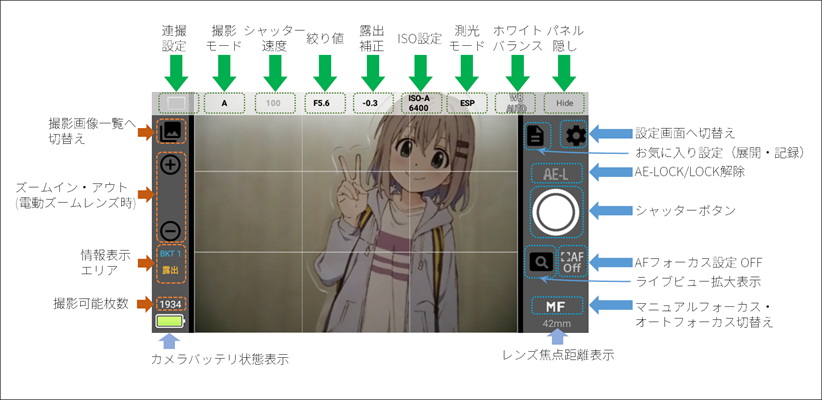 連撮
設定
撮影
モード
シャッター
速度
絞り値
露出
補正
ISO設定
測光
モード
ホワイト
バランス
パネル
隠し
A
100
F5.6
-0.3
ISO-A
6400
ESP
WB
AUTO
Hide
撮影画像一覧へ
切替え
ズームイン・アウト
(電動ズームレンズ時)
情報表示
エリア
BKT 1
露出
撮影可能枚数
1934
カメラバッテリ状態表示
設定画面へ切替え
お気に入り設定（展開・記録）
AE-L
AE-LOCK/LOCK解除
シャッターボタン
AF
Off
AFフォーカス設定 OFF
ライブビュー拡大表示
MF
マニュアルフォーカス・
オートフォーカス切替え
42mm
レンズ焦点距離表示